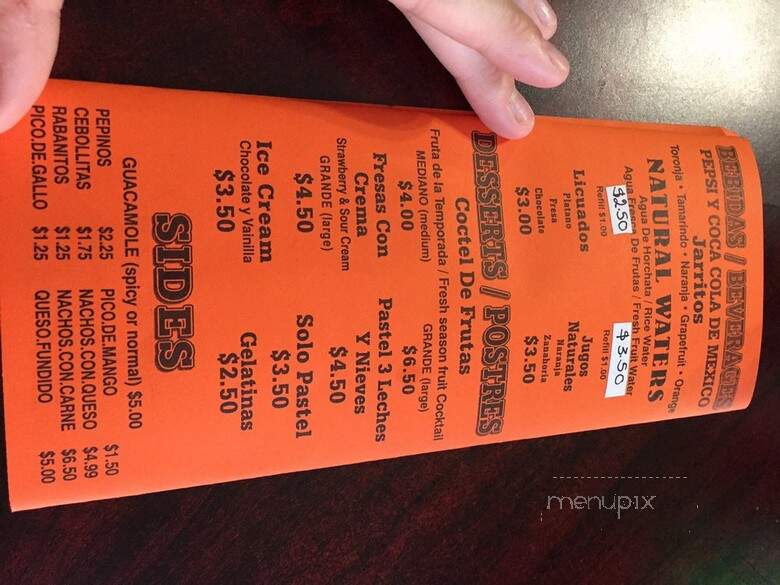 BEBIDAS / BEVERAGES
PEPSI Y COCA COLA DE MEXICO
Jarritos
Toronja • Tamarindo • Naranja • Grapefruit • Orange
NATURAL WATERS
Agua De Horchata / Rice Water
Agua Fresca De Frutas / Fresh Fruit Water
$2.50
$3.50
Refill $1.00
Refill $1.00
Licuados
Platano
Fresa
Chocolate
$3.00
Jugos
Naturales
Naranja
Zanahoria
$3.50
DESSERTS / POSTRES
Coctel De Frutas
Fruta de la Temporada / Fresh season fruit Cocktail
MEDIANO (medium)
$4.00
GRANDE (large)
$6.50
Fresas Con
Crema
Strawberry & Sour Cream
GRANDE (large)
$4.50
Pastel 3 Leches
Y Nieves
$4.50
Ice Cream
Chocolate y Vainilla
$3.50
Solo Pastel
$3.50
Gelatinas
$2.50
SIDES
GUACAMOLE (spicy or normal) $5.00
PEPINOS $2.25
CEBOLLITAS $1.75
RABANITOS $1.25
PICO.DE.GALLO $1.25
PICO.DE.MANGO $1.50
NACHOS.CON.QUESO $4.99
NACHOS.CON.CARNE $6.50
QUESO.FUNDIDO $5.00
menupix